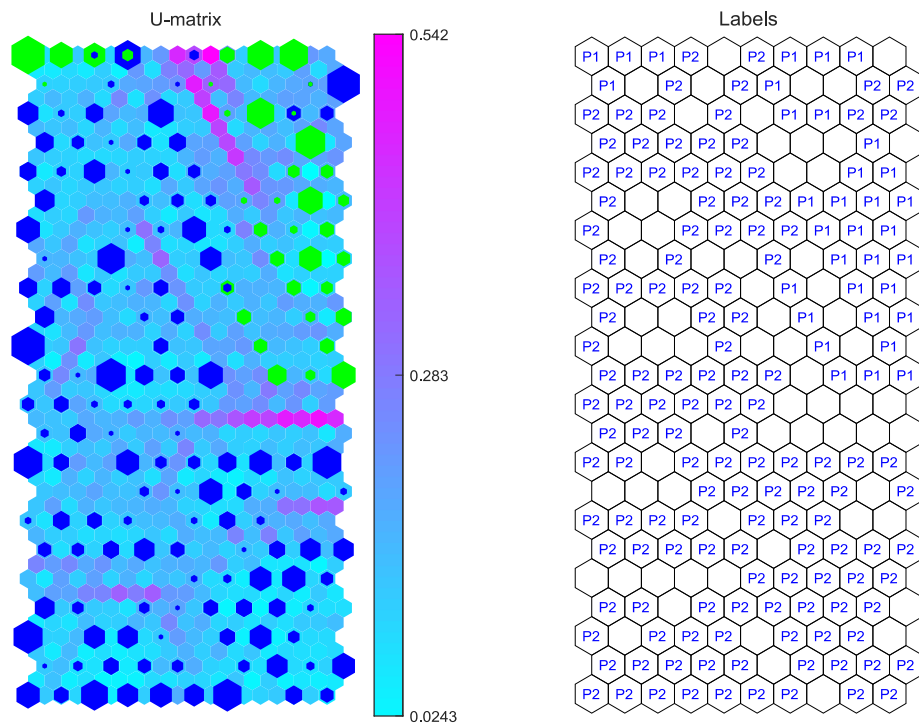 U-matrix
Labels
0.542
0.283
0.0243
P1 P1 P1 P2 P2 P1 P1 P1
P1 P2 P2 P1 P2 P2
P2 P2 P2 P2 P1 P1 P2 P2
P2 P2 P2 P2 P2 P1
P2 P2 P2 P2 P2 P2 P1 P1
P2 P2 P2 P2 P1 P1 P1 P1
P2 P2 P2 P2 P2 P1 P1 P1
P2 P2 P2 P1 P1 P1
P2 P2 P2 P2 P2 P1 P1 P1
P2 P2 P2 P1 P1
P2 P2 P1 P1
P2 P2 P2 P2 P2 P2 P1 P1 P1
P2 P2 P2 P2 P2 P2
P2 P2 P2 P2
P2 P2 P2 P2 P2 P2 P2 P2 P2
P2 P2 P2 P2 P2 P2
P2 P2 P2 P2 P2 P2 P2
P2 P2 P2 P2 P2 P2 P2 P2 P2
P2 P2 P2 P2 P2
P2 P2 P2 P2 P2 P2 P2 P2
P2 P2 P2 P2 P2 P2 P2
P2 P2 P2 P2 P2 P2 P2 P2 P2
P2 P2 P2 P2 P2 P2 P2 P2 P2